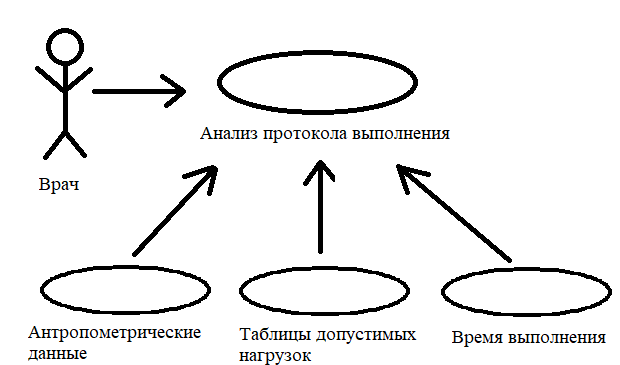 Анализ протокола выполнения
Врач
Антропометрические
данные
Таблицы допустимых
нагрузок
Время выполнения